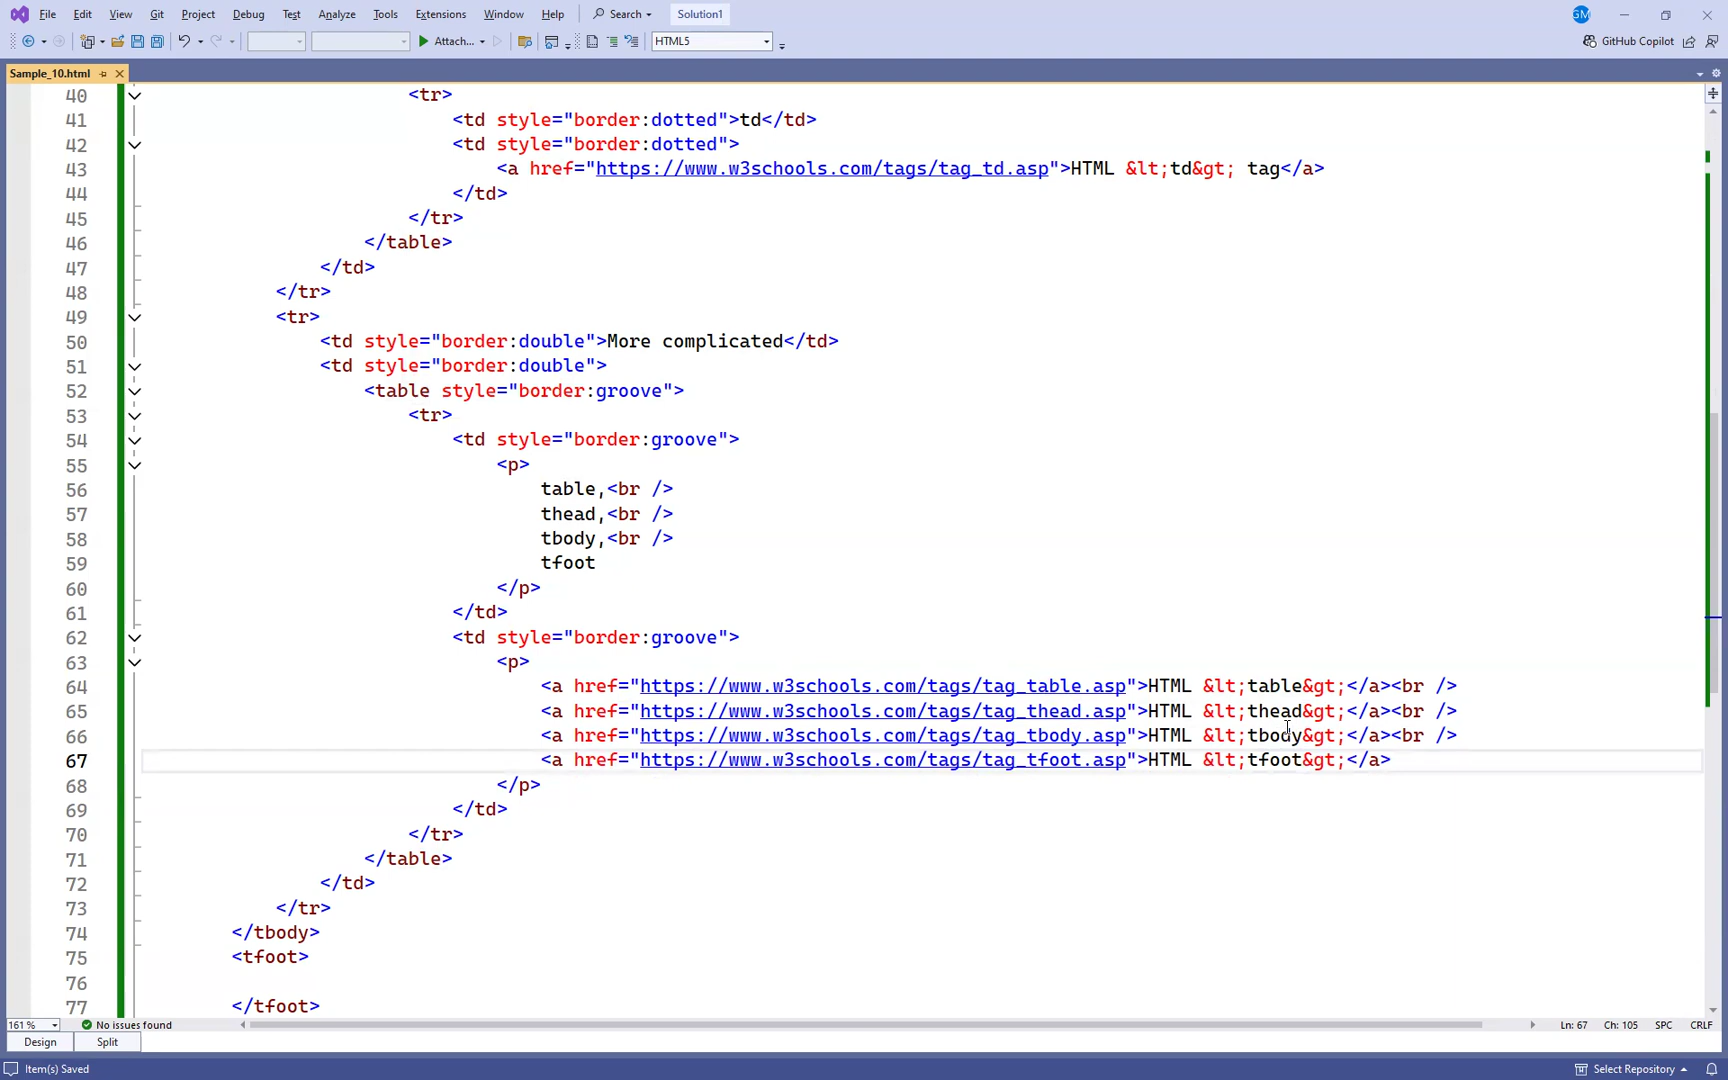 File Edit View Git Project Debug Test Analyze Tools Extensions Window Help Search Solution1 GM
Attach... HTML5 GitHub Copilot
Sample_10.html
40 <tr>
41 <td style="border:dotted">td</td>
42 <td style="border:dotted">
43 <a href="https://www.w3schools.com/tags/tag_td.asp">HTML &lt;td&gt; tag</a>
44 </td>
45 </tr>
46 </table>
47 </td>
48 </tr>
49 <tr>
50 <td style="border:double">More complicated</td>
51 <td style="border:double">
52 <table style="border:groove">
53 <tr>
54 <td style="border:groove">
55 <p>
56 table,<br />
57 thead,<br />
58 tbody,<br />
59 tfoot
60 </p>
61 </td>
62 <td style="border:groove">
63 <p>
64 <a href="https://www.w3schools.com/tags/tag_table.asp">HTML &lt;table&gt;</a><br />
65 <a href="https://www.w3schools.com/tags/tag_thead.asp">HTML &lt;thead&gt;</a><br />
66 <a href="https://www.w3schools.com/tags/tag_tbody.asp">HTML &lt;tbody&gt;</a><br />
67 <a href="https://www.w3schools.com/tags/tag_tfoot.asp">HTML &lt;tfoot&gt;</a>
68 </p>
69 </td>
70 </tr>
71 </table>
72 </td>
73 </tr>
74 </tbody>
75 <tfoot>
76
77 </tfoot>
161 % No issues found Ln: 67 Ch: 105 SPC CRLF
Design Split
Item(s) Saved Select Repository